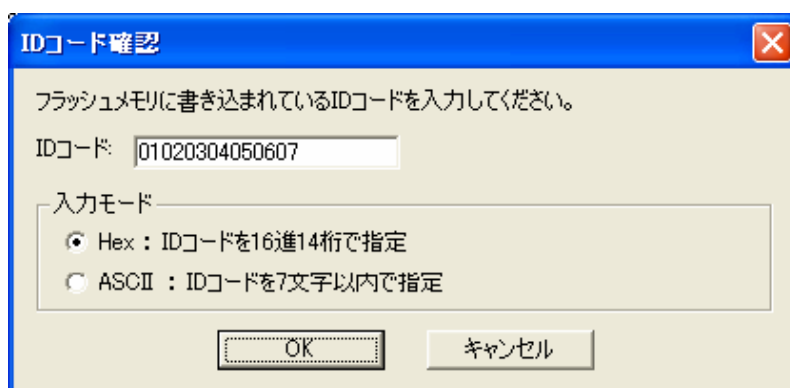 IDコード確認
フラッシュメモリに書き込まれているIDコードを入力してください。
IDコード: 01020304050607
入力モード
Hex : IDコードを16進14桁で指定
ASCII : IDコードを7文字以内で指定
OK キャンセル